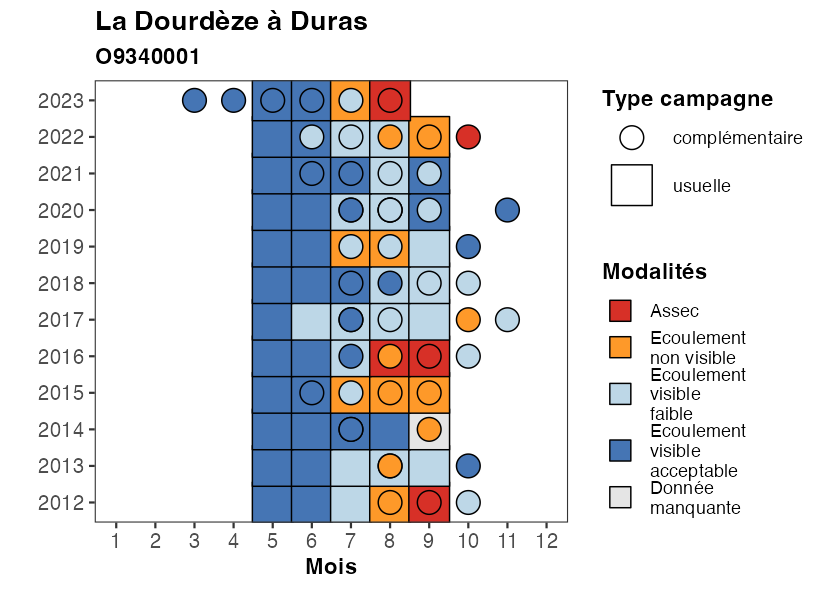 La Dourdèze à Duras
O9340001
2023
2022
2021
2020
2019
2018
2017
2016
2015
2014
2013
2012
1 2 3 4 5 6 7 8 9 10 11 12
Mois
Type campagne
complémentaire
usuelle
Modalités
Assec
Ecoulement
non visible
Ecoulement
visible
faible
Ecoulement
visible
acceptable
Donnée
manquante